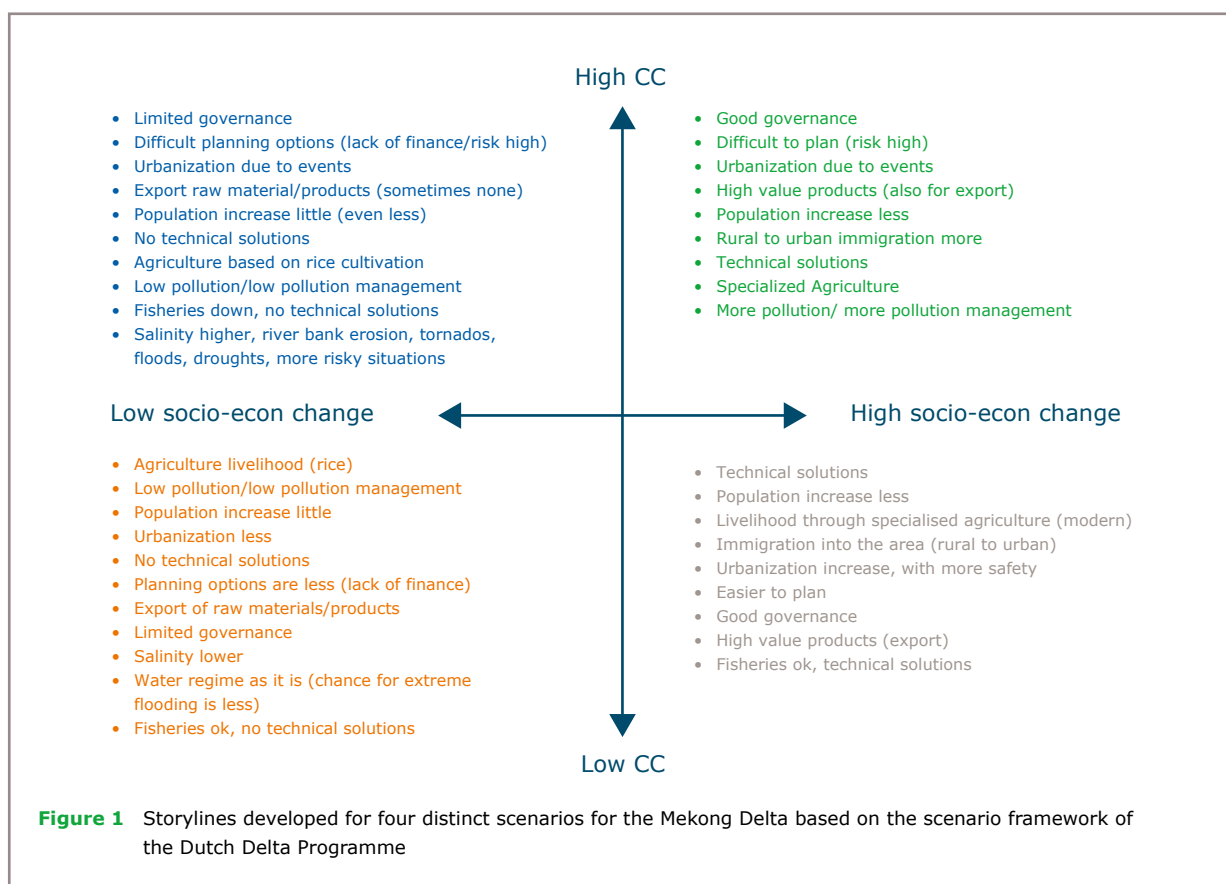 High CC
• Limited governance
• Difficult planning options (lack of finance/risk high)
• Urbanization due to events
• Export raw material/products (sometimes none)
• Population increase little (even less)
• No technical solutions
• Agriculture based on rice cultivation
• Low pollution/low pollution management
• Fisheries down, no technical solutions
• Salinity higher, river bank erosion, tornados,
floods, droughts, more risky situations
• Good governance
• Difficult to plan (risk high)
• Urbanization due to events
• High value products (also for export)
• Population increase less
• Rural to urban immigration more
• Technical solutions
• Specialized Agriculture
• More pollution/ more pollution management
Low socio-econ change
High socio-econ change
• Agriculture livelihood (rice)
• Low pollution/low pollution management
• Population increase little
• Urbanization less
• No technical solutions
• Planning options are less (lack of finance)
• Export of raw materials/products
• Limited governance
• Salinity lower
• Water regime as it is (chance for extreme
flooding is less)
• Fisheries ok, no technical solutions
• Technical solutions
• Population increase less
• Livelihood through specialised agriculture (modern)
• Immigration into the area (rural to urban)
• Urbanization increase, with more safety
• Easier to plan
• Good governance
• High value products (export)
• Fisheries ok, technical solutions
Low CC
Figure 1 Storylines developed for four distinct scenarios for the Mekong Delta based on the scenario framework of
the Dutch Delta Programme